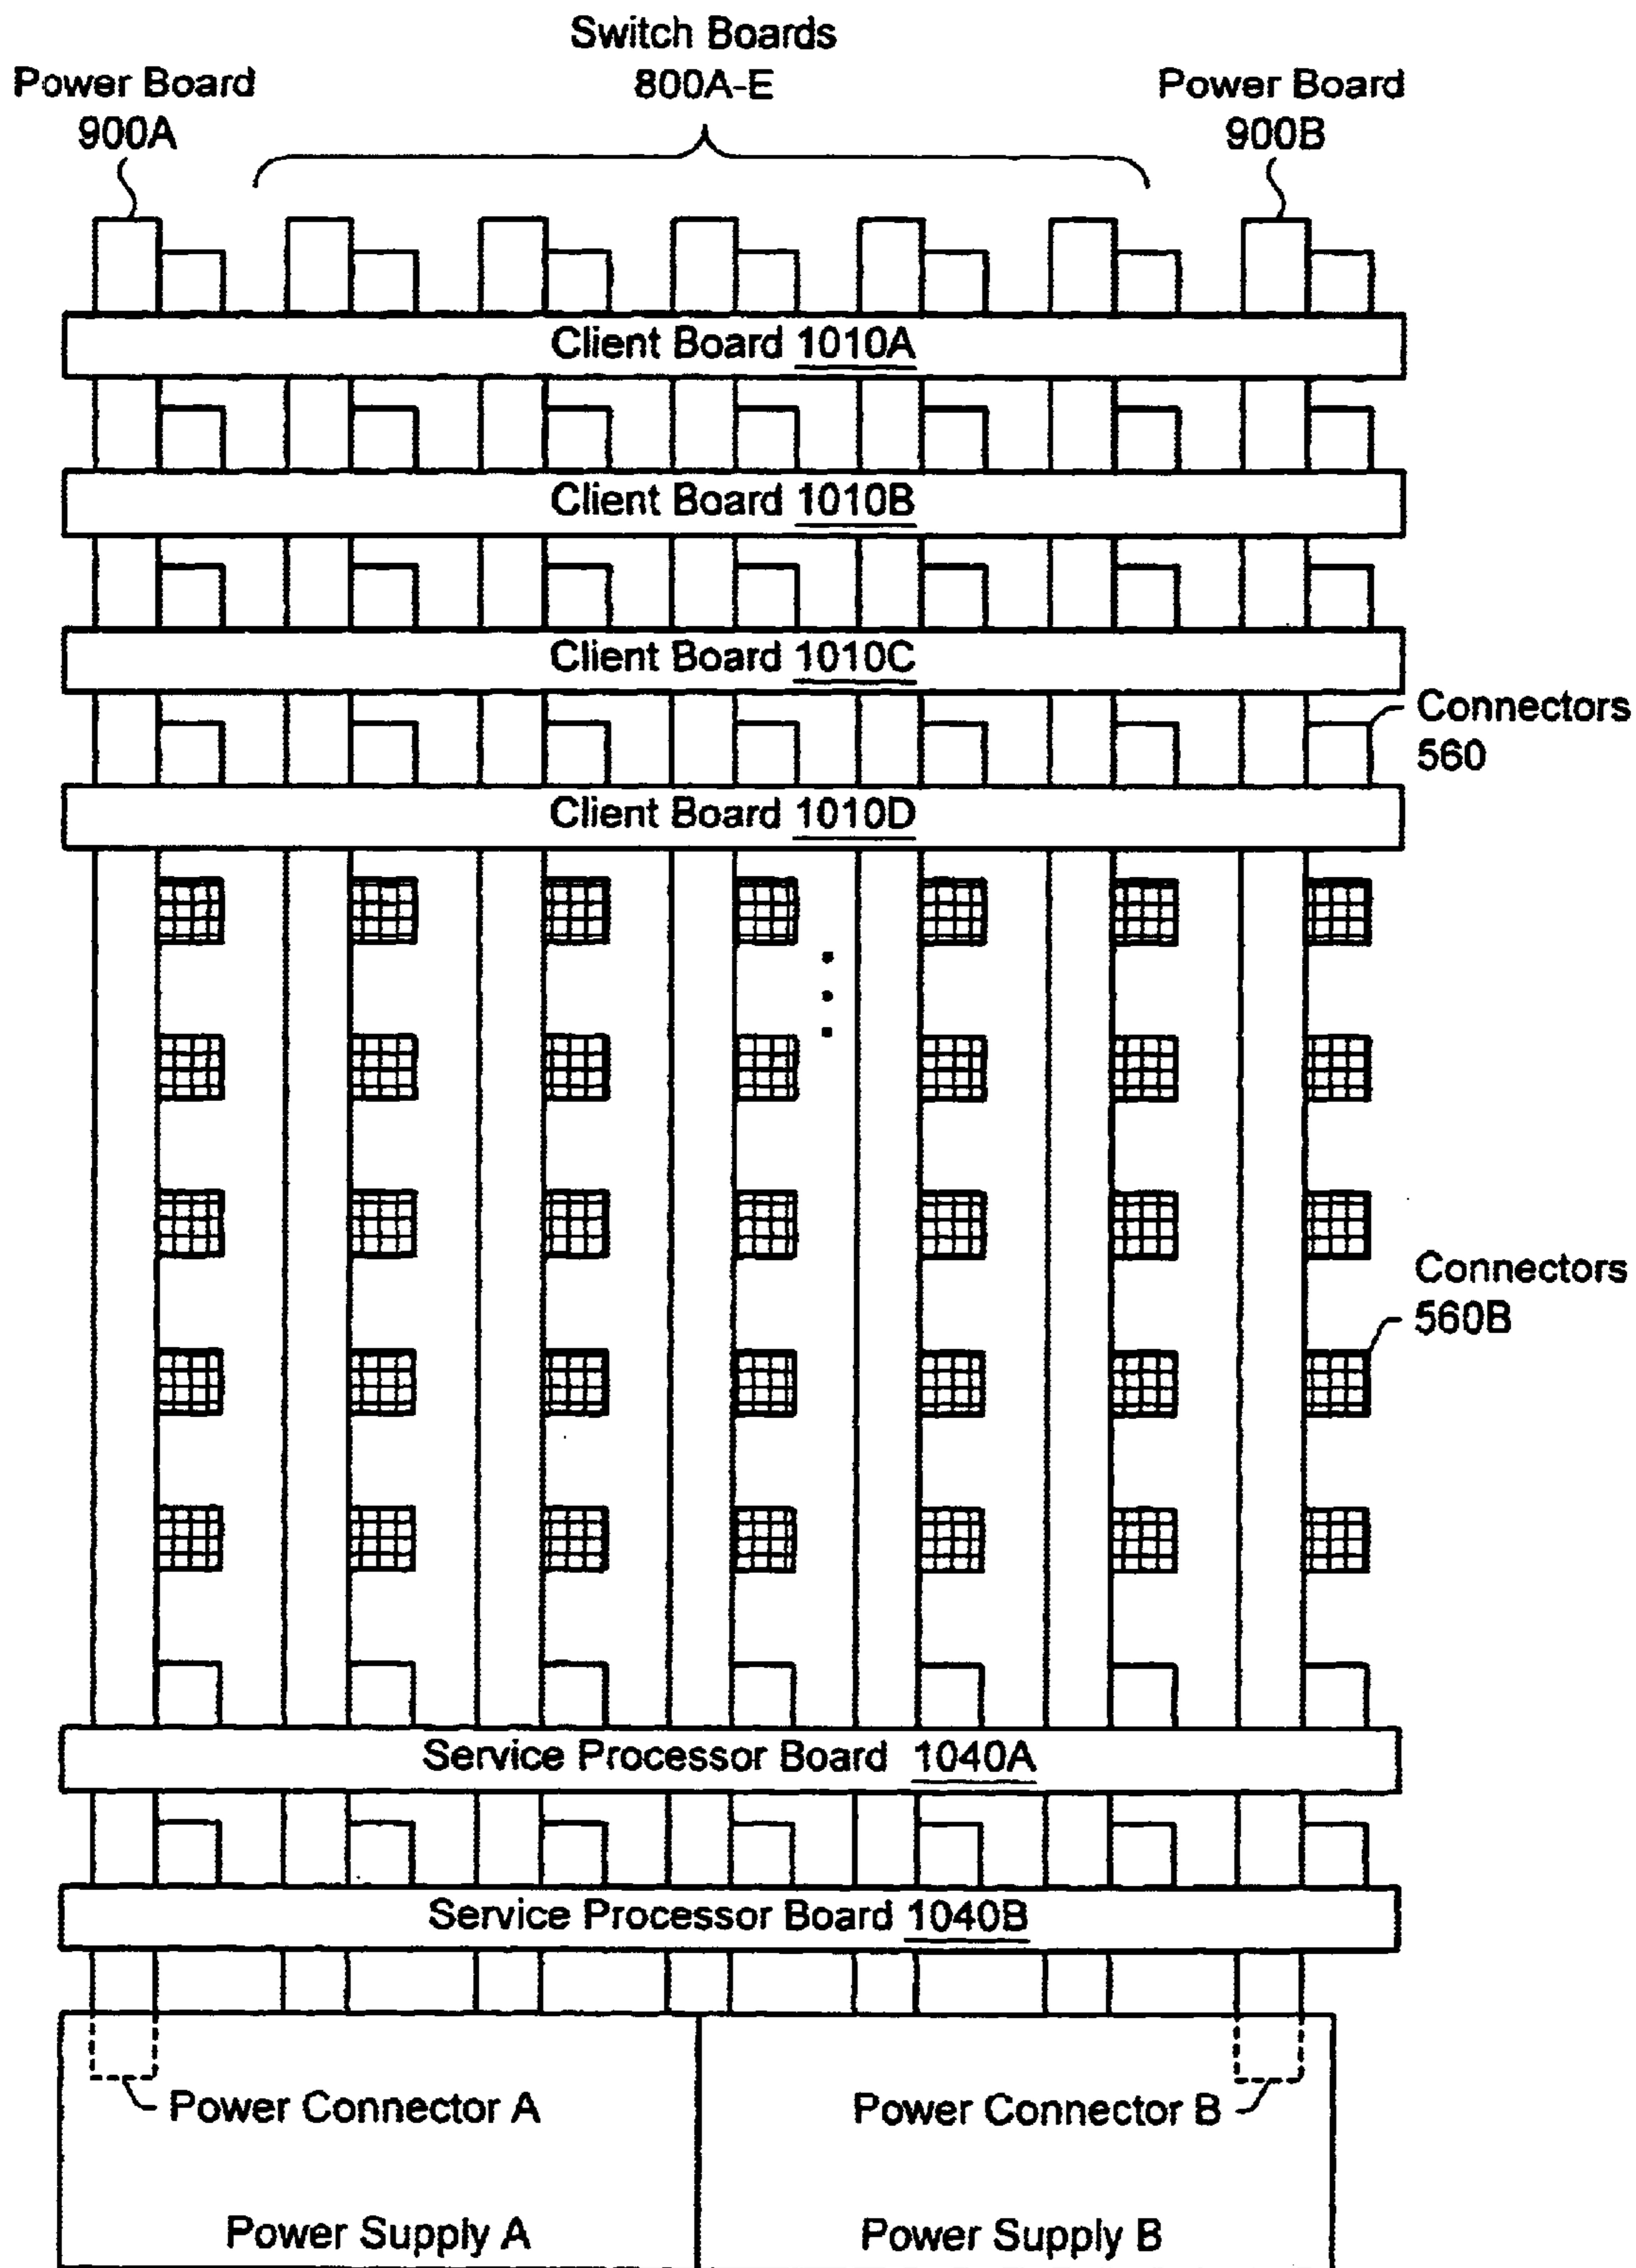 Switch Boards
800A-E
Power Board
900A
Power Board
900B
Client Board 1010A
Client Board 1010B
Client Board 1010C
Connectors
560
Client Board 1010D
Connectors
560B
Service Processor Board 1040A
Service Processor Board 1040B
Power Connector A
Power Connector B
Power Supply A
Power Supply B